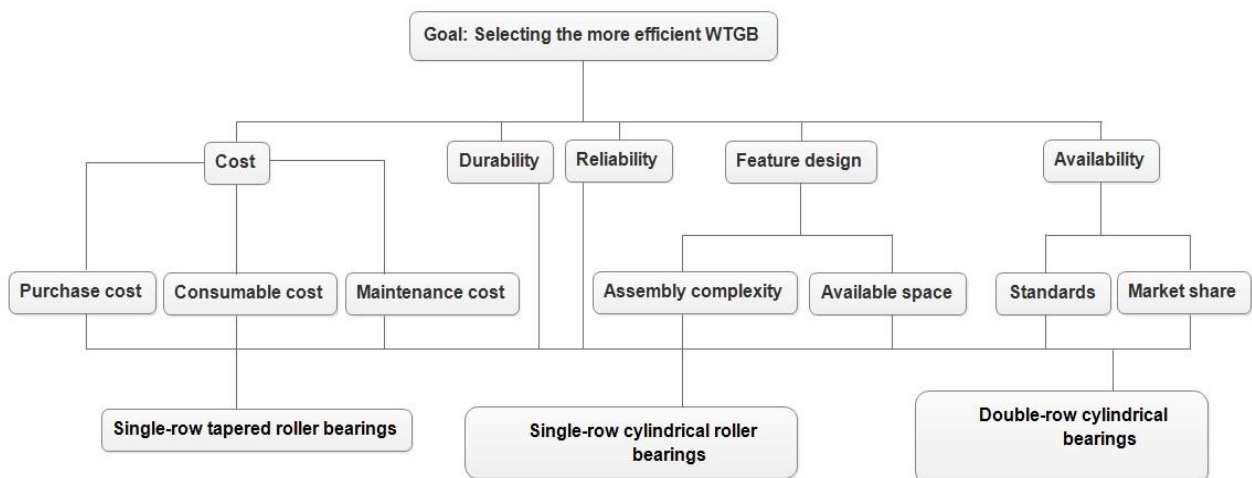 Goal: Selecting the more efficient WTGB
Cost
Durability
Reliability
Feature design
Availability
Purchase cost
Consumable cost
Maintenance cost
Assembly complexity
Available space
Standards
Market share
Single-row tapered roller bearings
Single-row cylindrical roller
bearings
Double-row cylindrical
bearings